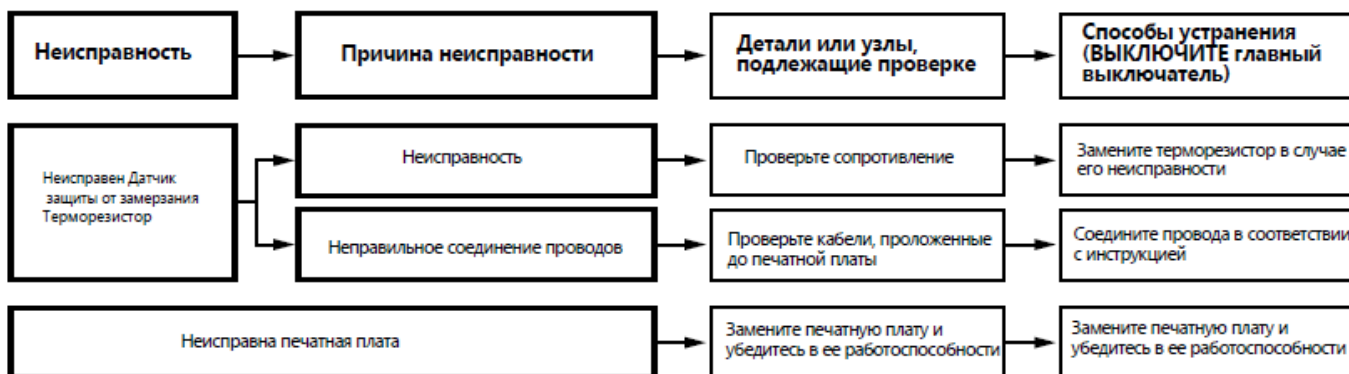 Неисправность
Причина неисправности
Детали или узлы,
подлежащие проверке
Способы устранения
(ВЫКЛЮЧИТЕ главный
выключатель)
Неисправен Датчик
защиты от замерзания
Терморезистор
Неисправность
Проверьте сопротивление
Замените терморезистор в случае
его неисправности
Неправильное соединение проводов
Проверьте кабели, проложенные
до печатной платы
Соедините провода в соответствии
с инструкцией
Неисправна печатная плата
Замените печатную плату и
убедитесь в ее работоспособности
Замените печатную плату и
убедитесь в ее работоспособности